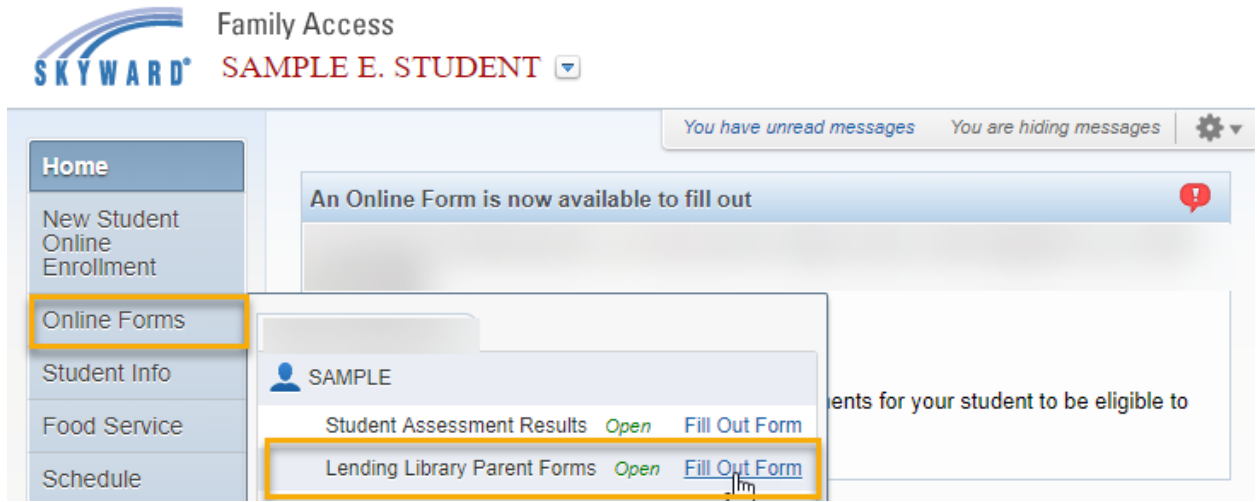 Family Access
SKYWARD®
SAMPLE E. STUDENT
You have unread messages You are hiding messages
Home
New Student
Online
Enrollment
Online Forms
Student Info
Food Service
Schedule
An Online Form is now available to fill out
SAMPLE
ents for your student to be eligible to
Student Assessment Results Open Fill Out Form
Lending Library Parent Forms Open Fill Out Form